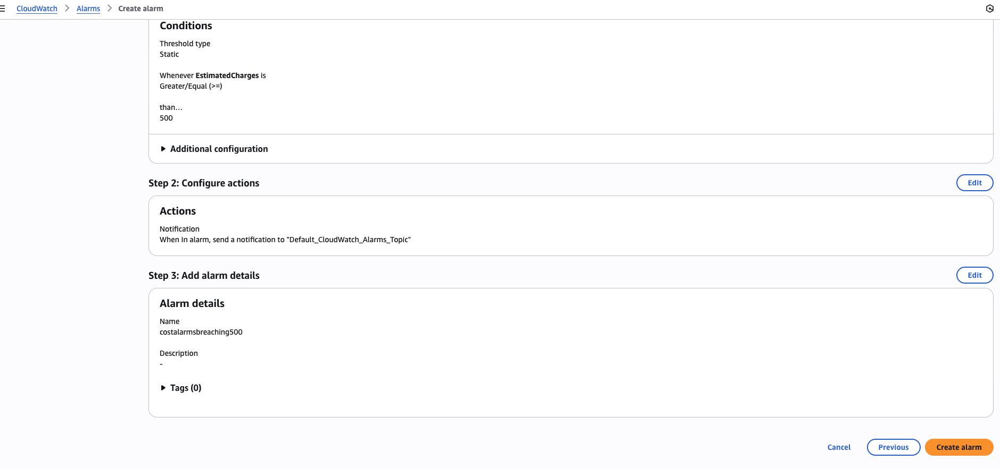 CloudWatch > Alarms > Create alarm
Conditions
Threshold type
Static
Whenever EstimatedCharges is
Greater/Equal (>=)
than...
500
Additional configuration
Step 2: Configure actions
Edit
Actions
Notification
When In alarm, send a notification to "Default_CloudWatch_Alarms_Topic"
Step 3: Add alarm details
Edit
Alarm details
Name
costalarmsbreaching500
Description
-
Tags (0)
Cancel
Previous
Create alarm